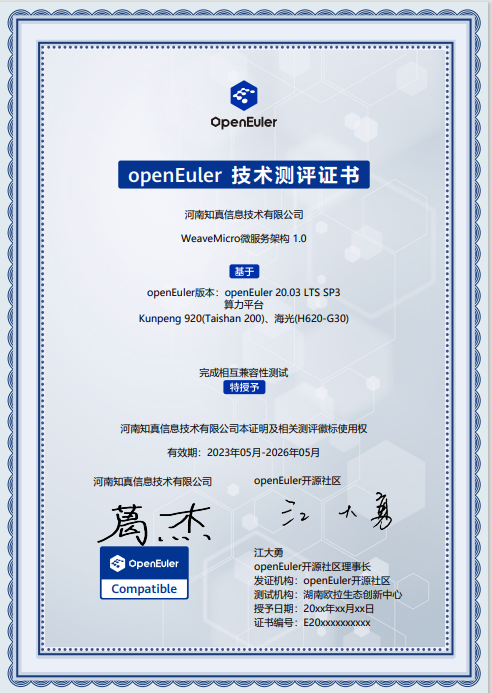 OpenEuler
openEuler 技术测评证书
河南知真信息技术有限公司
WeaveMicro微服务架构 1.0
基于
openEuler版本：openEuler 20.03 LTS SP3
算力平台
Kunpeng 920(Taishan 200)、海光(H620-G30)
完成相互兼容性测试
特授予
河南知真信息技术有限公司本证明及相关测评徽标使用权
有效期：2023年05月-2026年05月
河南知真信息技术有限公司
openEuler开源社区
葛杰
江大勇
OpenEuler
Compatible
江大勇
openEuler开源社区理事长
发证机构：openEuler开源社区
测试机构：湖南欧拉生态创新中心
授予日期：20xx年xx月xx日
证书编号：E20xxxxxxxxxx